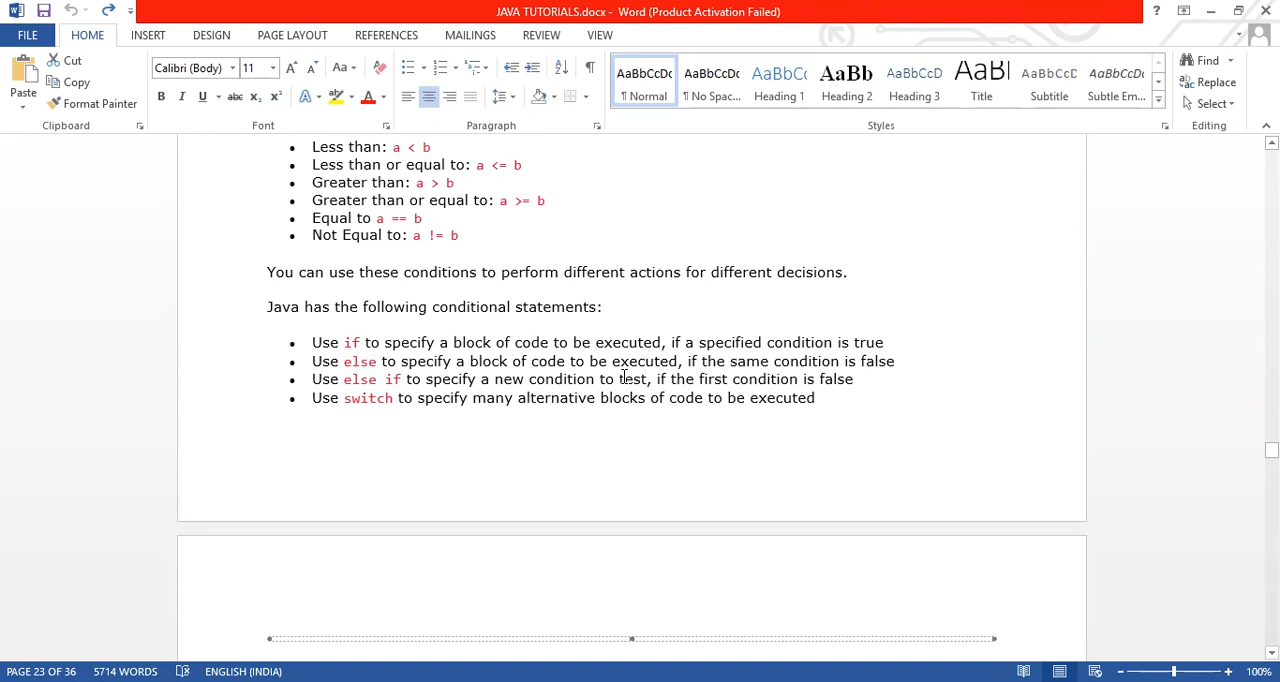 JAVA TUTORIALS.docx - Word (Product Activation Failed)
FILE HOME INSERT DESIGN PAGE LAYOUT REFERENCES MAILINGS REVIEW VIEW
Paste Cut Copy Format Painter
Calibri (Body) 11 Aa
B I U abc x₂ x² A ab A
AaBbCcDc AaBbCcDc AaBbCc AaBb AaBbCcD AaBbI AaBbCcD AaBbCcDc
¶ Normal ¶ No Spac... Heading 1 Heading 2 Heading 3 Title Subtitle Subtle Em...
Find Replace Select
Clipboard Font Paragraph Styles Editing
• Less than: a < b
• Less than or equal to: a <= b
• Greater than: a > b
• Greater than or equal to: a >= b
• Equal to a == b
• Not Equal to: a != b
You can use these conditions to perform different actions for different decisions.
Java has the following conditional statements:
• Use if to specify a block of code to be executed, if a specified condition is true
• Use else to specify a block of code to be executed, if the same condition is false
• Use else if to specify a new condition to test, if the first condition is false
• Use switch to specify many alternative blocks of code to be executed
PAGE 23 OF 36 5714 WORDS ENGLISH (INDIA) 100%